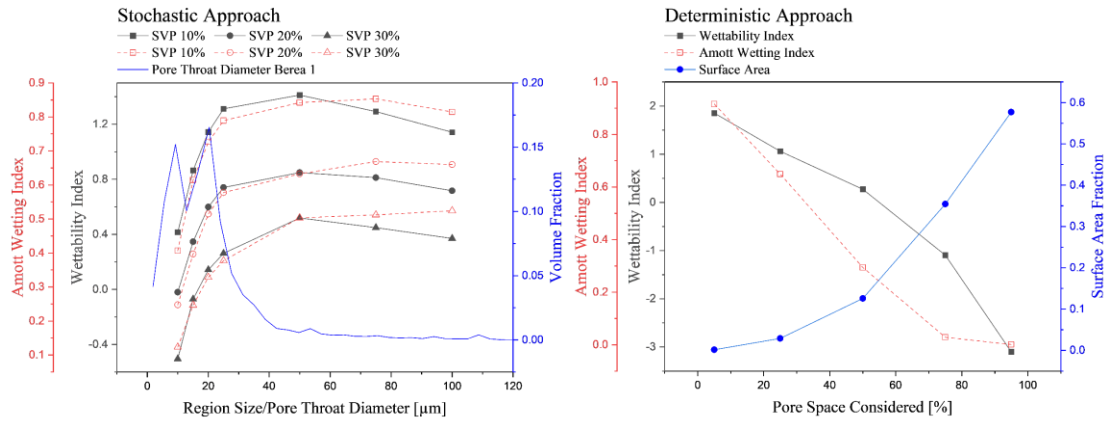 Stochastic Approach
SVP 10% SVP 20% SVP 30%
SVP 10% SVP 20% SVP 30%
Pore Throat Diameter Berea 1
Amott Wetting Index
0.9
0.8
0.7
0.6
0.5
0.4
0.3
0.2
0.1
Wettability Index
1.2
0.8
0.4
0.0
-0.4
0.20
0.15
0.10
0.05
0.00
Volume Fraction
0 20 40 60 80 100 120
Region Size/Pore Throat Diameter [µm]
Deterministic Approach
Wettability Index
Amott Wetting Index
Surface Area
Amott Wetting Index
1.0
0.8
0.6
0.4
0.2
0.0
Wettability Index
2
1
0
-1
-2
-3
0.6
0.5
0.4
0.3
0.2
0.1
0.0
Surface Area Fraction
0 20 40 60 80 100
Pore Space Considered [%]